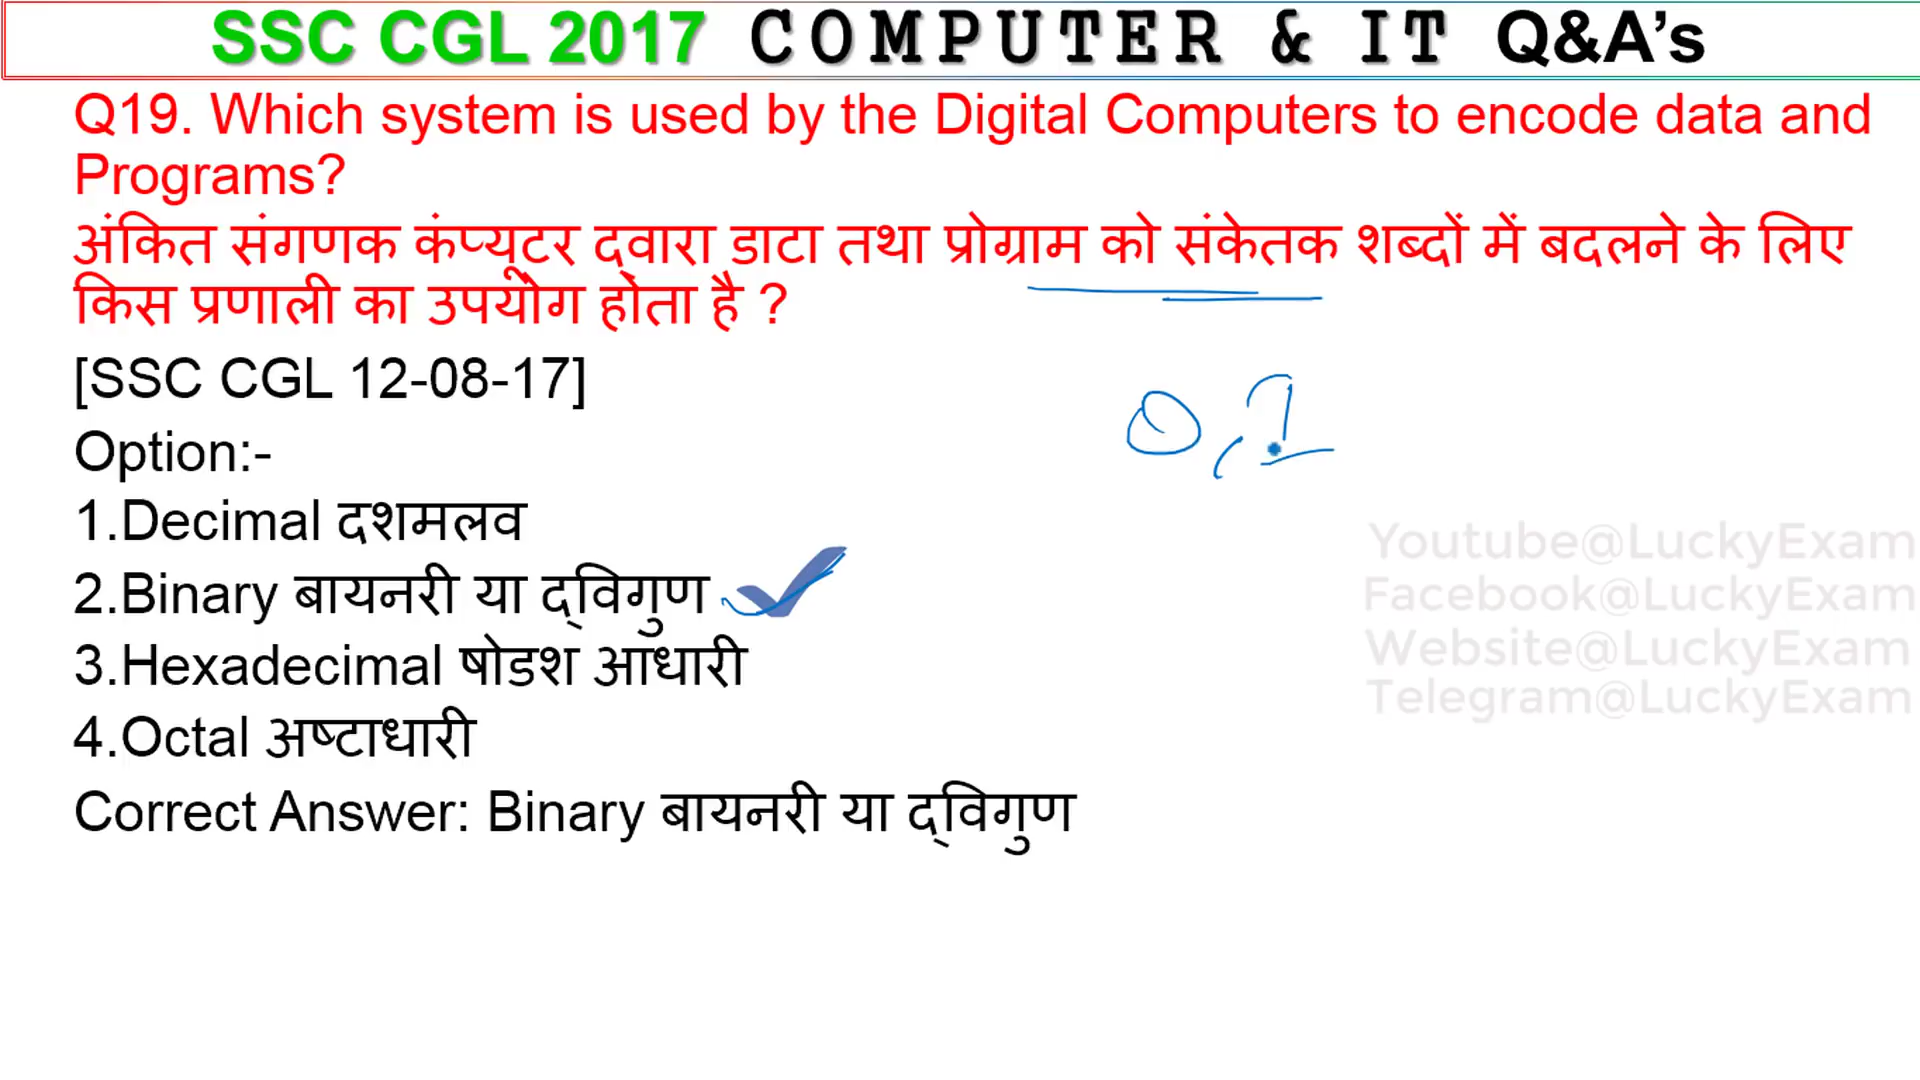 SSC CGL 2017 COMPUTER & IT Q&A’s
Q19. Which system is used by the Digital Computers to encode data and
Programs?
अंकित संगणक कंप्यूटर द्वारा डाटा तथा प्रोग्राम को संकेतक शब्दों में बदलने के लिए
किस प्रणाली का उपयोग होता है ?
[SSC CGL 12-08-17]
0,1
Option:-
1.Decimal दशमलव
2.Binary बायनरी या द्विगुण
3.Hexadecimal षोडश आधारी
4.Octal अष्टाधारी
Correct Answer: Binary बायनरी या द्विगुण
Youtube@LuckyExam
Facebook@LuckyExam
Website@LuckyExam
Telegram@LuckyExam